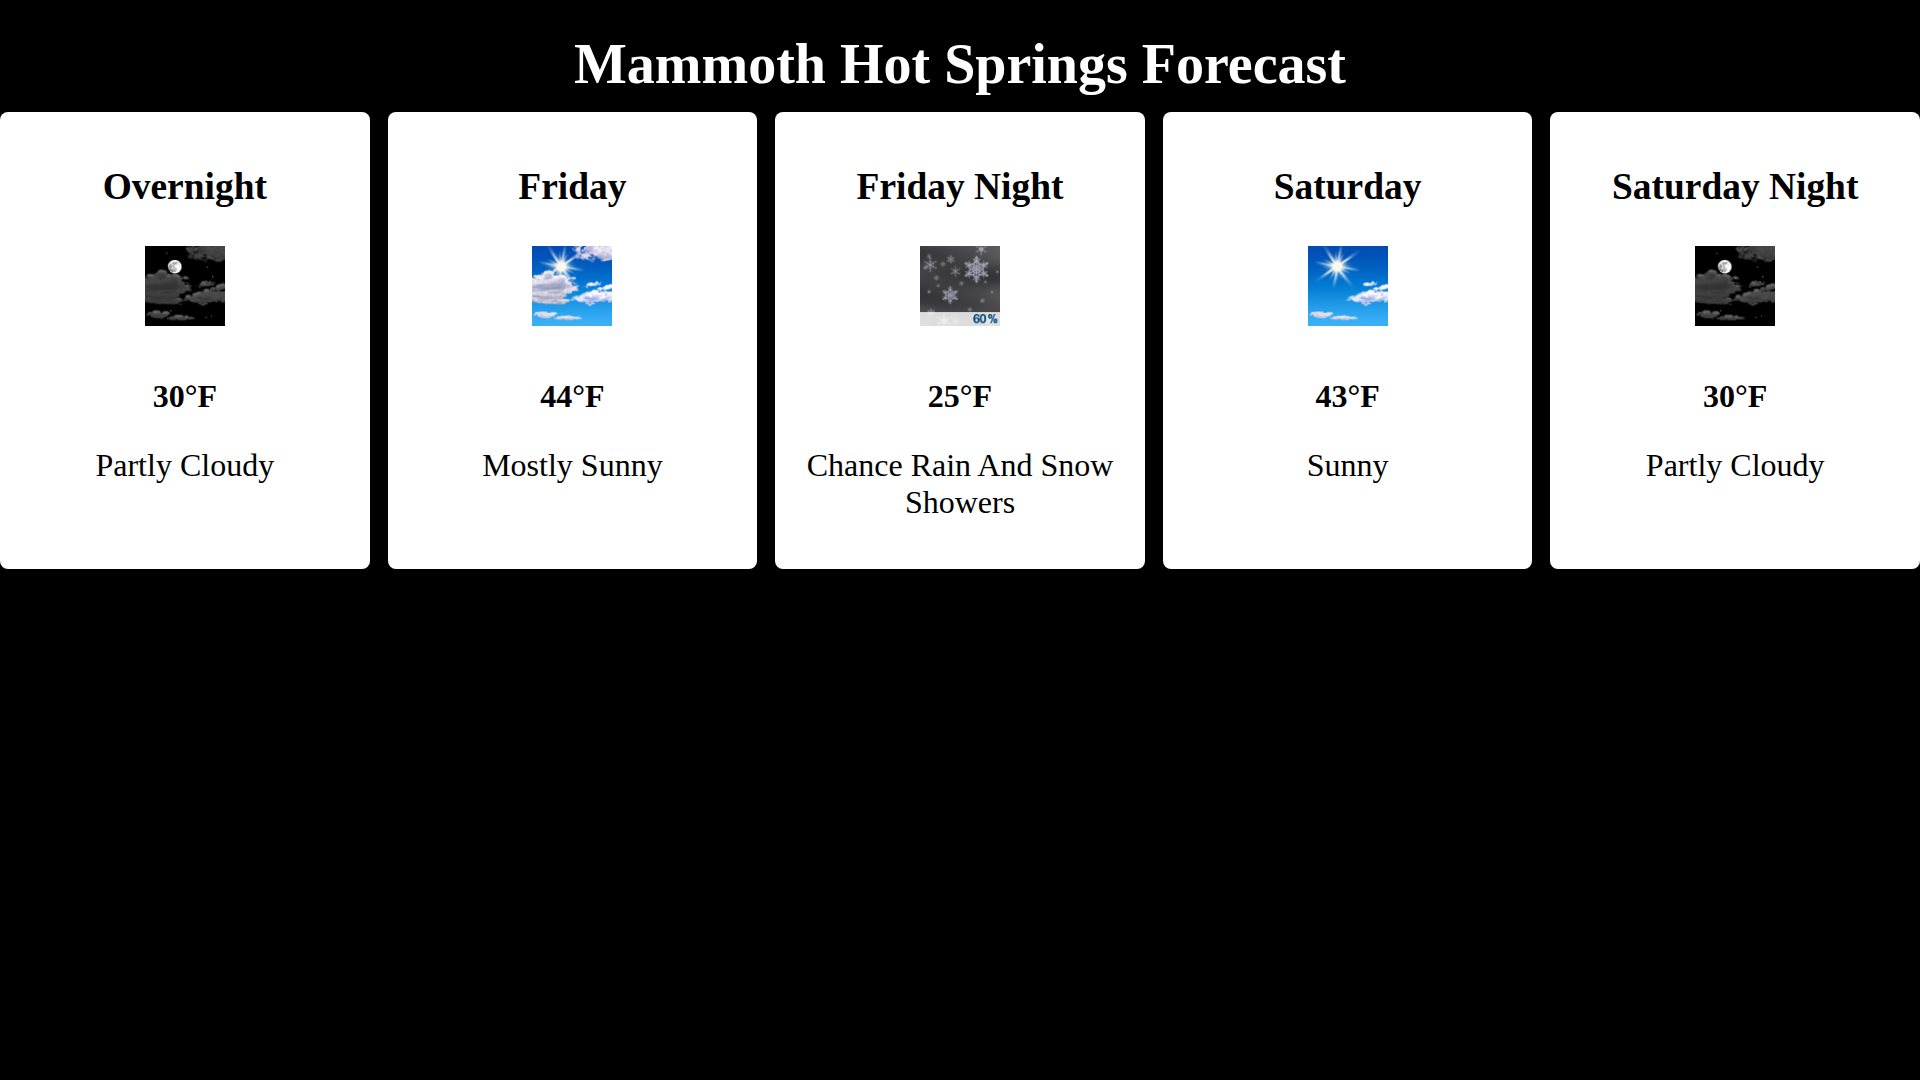 Mammoth Hot Springs Forecast
Overnight
30°F
Partly Cloudy
Friday
44°F
Mostly Sunny
Friday Night
60%
25°F
Chance Rain And Snow
Showers
Saturday
43°F
Sunny
Saturday Night
30°F
Partly Cloudy